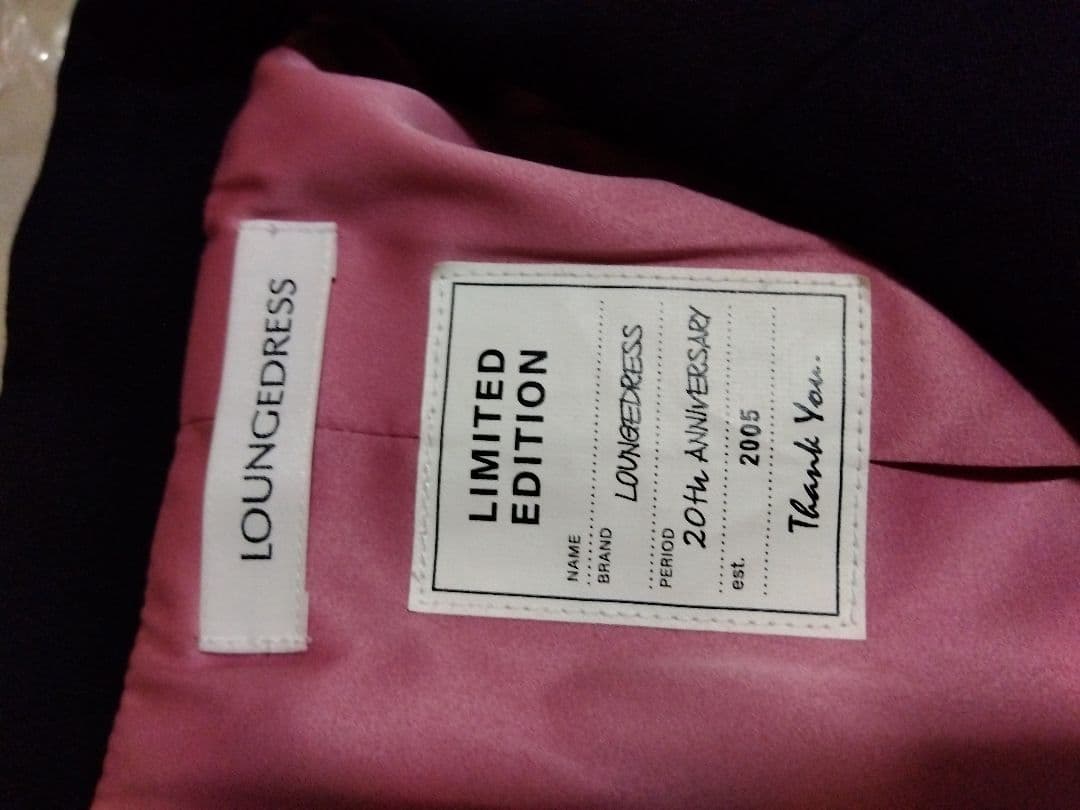 LOUNGEDRESS
LIMITED
EDITION
NAME
BRAND
LOUNGEDRESS
PERIOD
20th ANNIVERSARY
est.
2005
Thank You.